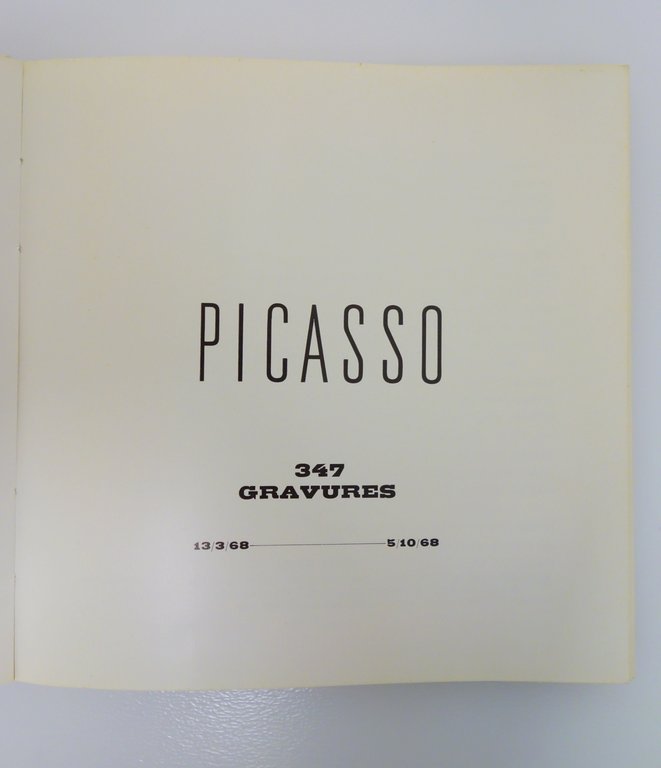 PICASSO
347
GRAVURES
13/3/68 5/10/68